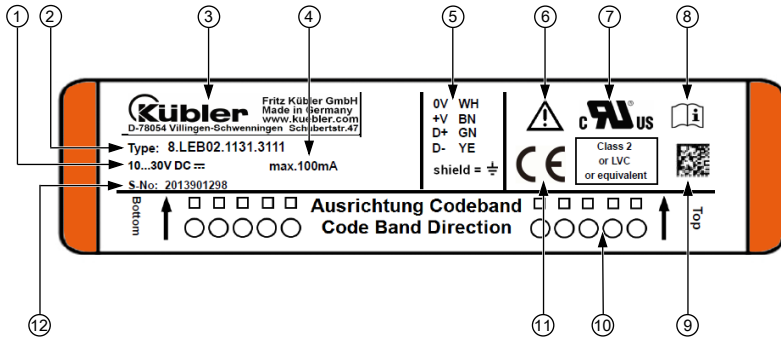 1 2 3 4 5 6 7 8
Kübler
Fritz Kübler GmbH
Made in Germany
www.kuebler.com
D-78054 Villingen-Schwenningen Schubertstr.47
Type: 8.LEB02.1131.3111
10...30V DC ⎓ max.100mA
S-No: 2013901298
0V WH
+V BN
D+ GN
D- YE
shield = ⏚
c RU US
CE
Class 2
or LVC
or equivalent
Bottom
Ausrichtung Codeband
Code Band Direction
Top
12 11 10 9